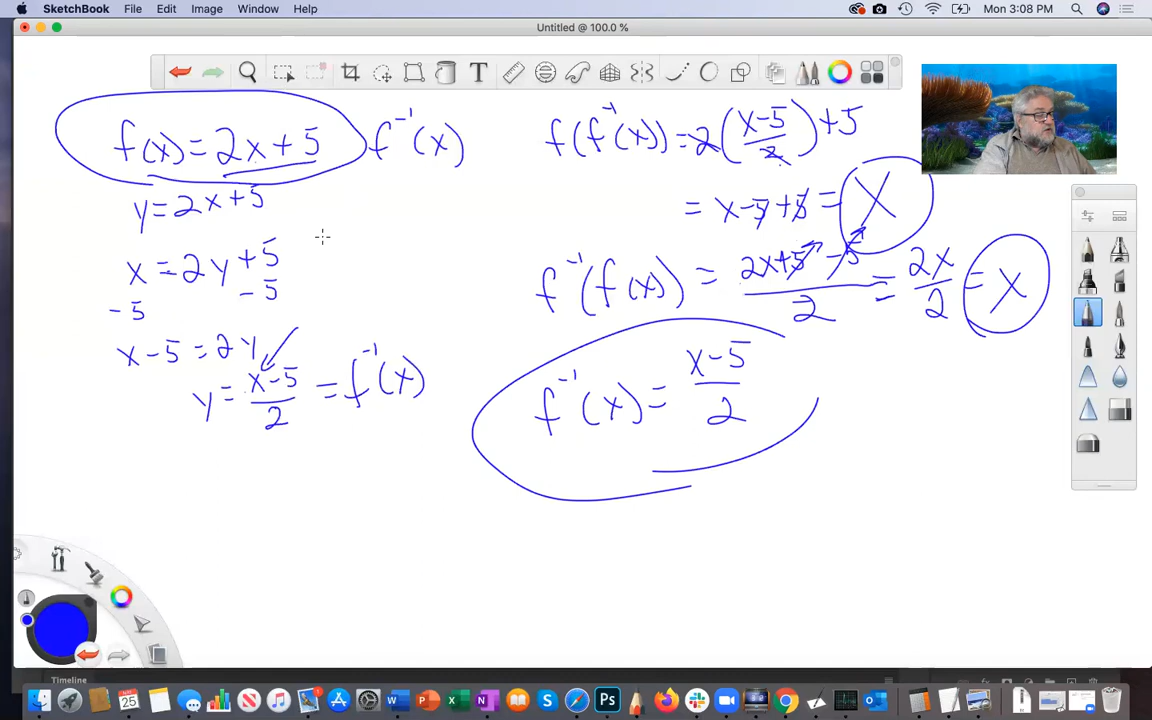 SketchBook File Edit Image Window Help Mon 3:08 PM
Untitled @ 100.0 %
f(x) = 2x + 5 f⁻¹(x)
y = 2x + 5
x = 2y + 5
- 5 - 5
x - 5 = 2y
y = (x - 5)/2 = f⁻¹(x)
f(f⁻¹(x)) = 2((x - 5)/2) + 5
= x - 5 + 5 = x
f⁻¹(f(x)) = (2x + 5 - 5)/2 = 2x/2 = x
f⁻¹(x) = (x - 5)/2
Timeline
25